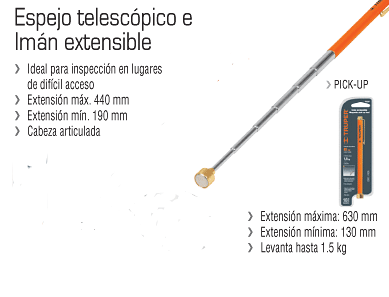 Espejo telescópico e
Imán extensible
❯ Ideal para inspección en lugares
de difícil acceso
❯ Extensión máx. 440 mm
❯ Extensión mín. 190 mm
❯ Cabeza articulada
❯ PICK-UP
TRUPER
❯ Extensión máxima: 630 mm
❯ Extensión mínima: 130 mm
❯ Levanta hasta 1.5 kg